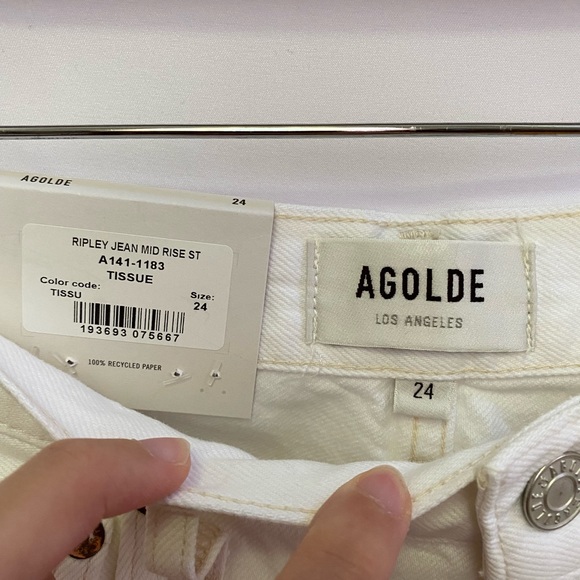 AGOLDE
24
RIPLEY JEAN MID RISE ST
A141-1183
TISSUE
Color code:
TISSU
Size:
24
193693 075667
100% RECYCLED PAPER
AGOLDE
LOS ANGELES
24